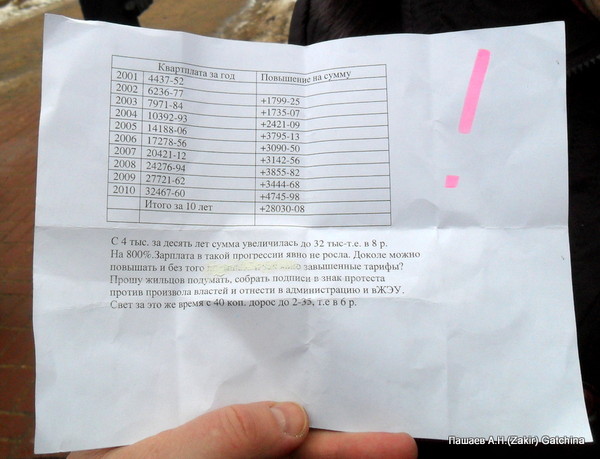 Квартплата за год Повышение на сумму
2001 4437-52
2002 6236-77 +1799-25
2003 7971-84 +1735-07
2004 10392-93 +2421-09
2005 14188-06 +3795-13
2006 17278-56 +3090-50
2007 20421-12 +3142-56
2008 24276-94 +3855-82
2009 27721-62 +3444-68
2010 32467-60 +4745-98
Итого за 10 лет +28030-08
!
С 4 тыс. за десять лет сумма увеличилась до 32 тыс-т.е. в 8 р.
На 800%.Зарплата в такой прогрессии явно не росла. Доколе можно
повышать и без того завышенные тарифы?
Прошу жильцов подумать, собрать подписи в знак протеста
против произвола властей и отнести в администрацию и вЖЭУ.
Свет за это же время с 40 коп. дорос до 2-35, т.е в 6 р.
Пашаев А.Н.(Zakir) Gatchina